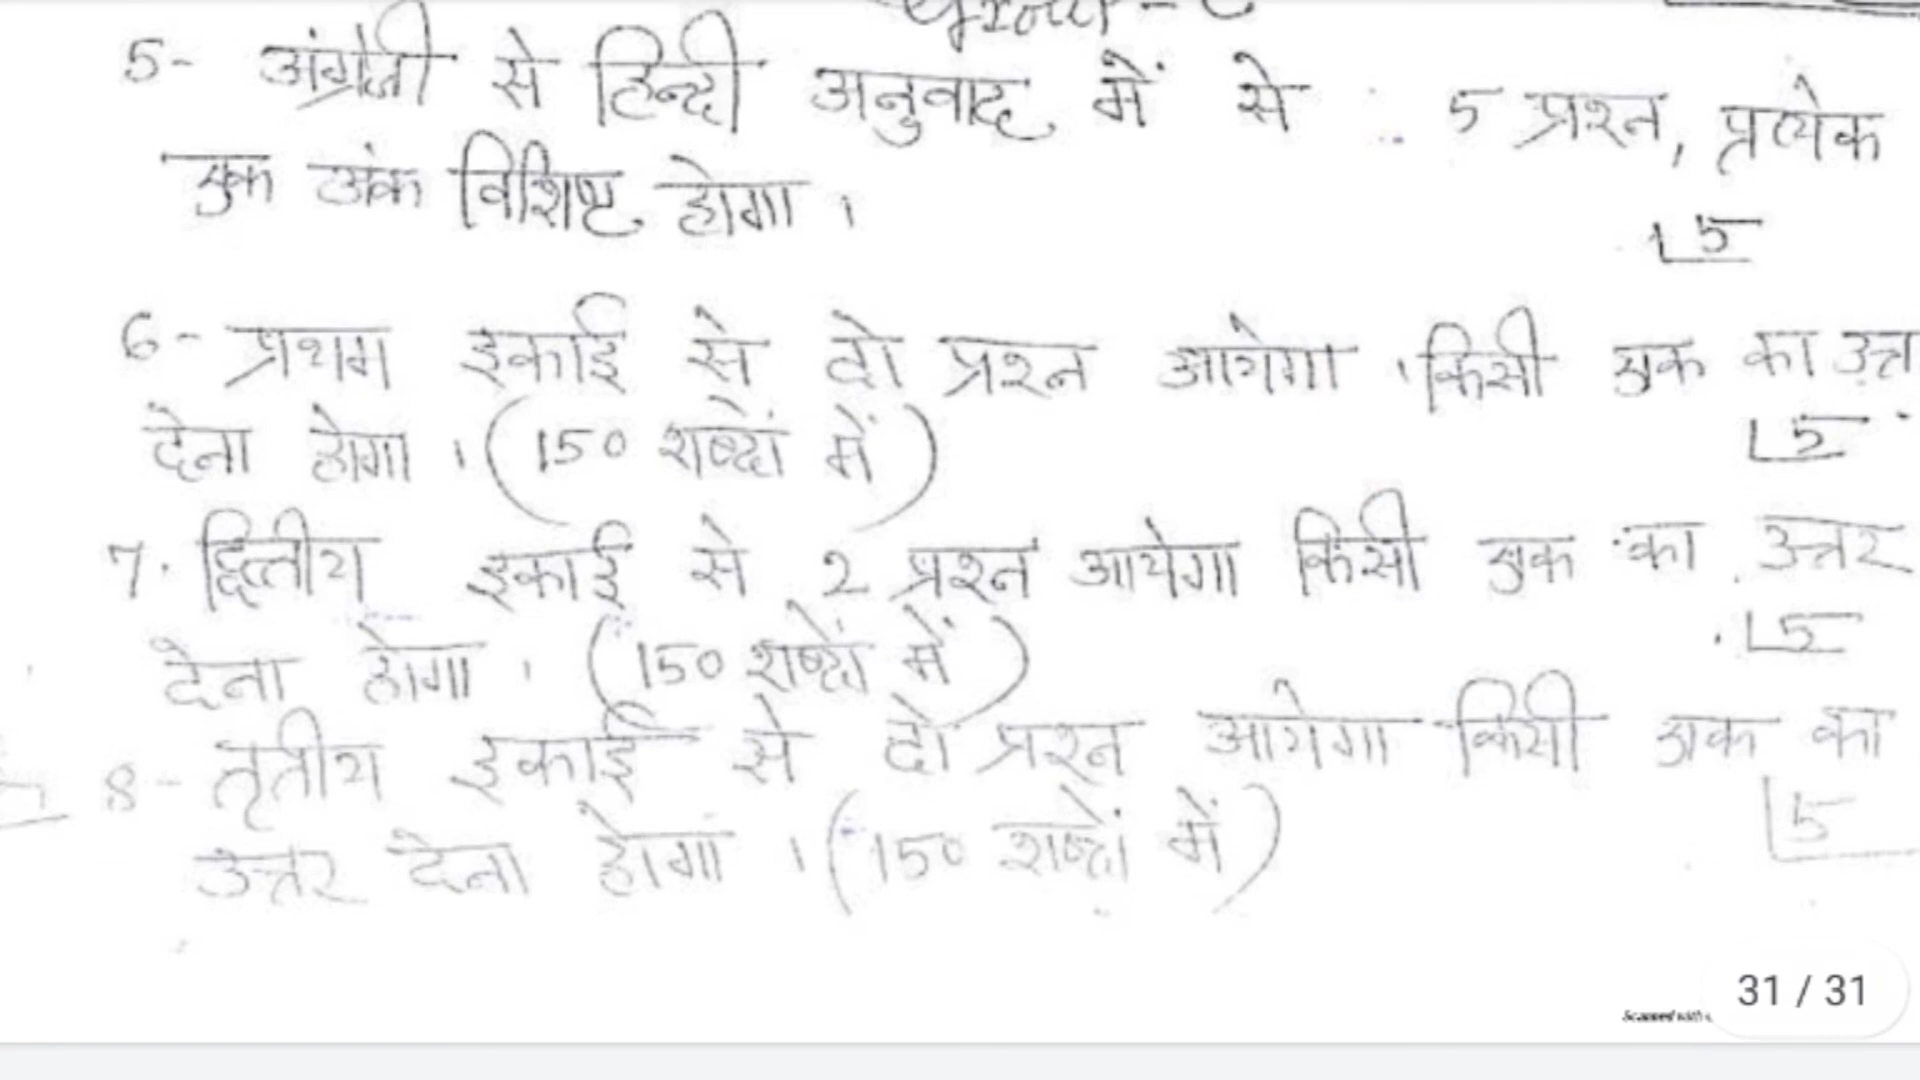 5- अंग्रेजी से हिन्दी अनुवाद में से 5 प्रश्न, प्रत्येक
एक अंक विशिष्ट होगा ।
5
6- प्रथम इकाई से दो प्रश्न आयेगा । किसी एक का उत्त
देना होगा । (150 शब्दों में)
5
7. द्वितीय इकाई से 2 प्रश्न आयेगा किसी एक का उत्तर
देना होगा । (150 शब्दों में)
5
8- तृतीय इकाई से दो प्रश्न आयेगा किसी एक का
5
उत्तर देना होगा । (150 शब्दों में)
31 / 31
Scanned with